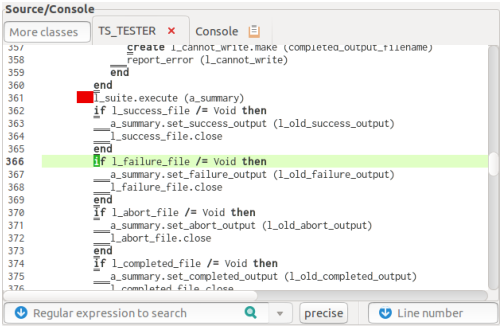 Source/Console
More classes TS_TESTER × Console
357 create l_cannot_write.make (completed_output_filename)
358 report_error (l_cannot_write)
359 end
360 end
361 l_suite.execute (a_summary)
362 if l_success_file /= Void then
363 a_summary.set_success_output (l_old_success_output)
364 l_success_file.close
365 end
366 if l_failure_file /= Void then
367 a_summary.set_failure_output (l_old_failure_output)
368 l_failure_file.close
369 end
370 if l_abort_file /= Void then
371 a_summary.set_abort_output (l_old_abort_output)
372 l_abort_file.close
373 end
374 if l_completed_file /= Void then
375 a_summary.set_completed_output (l_old_completed_output)
376 l_completed_file.close
Regular expression to search precise Line number